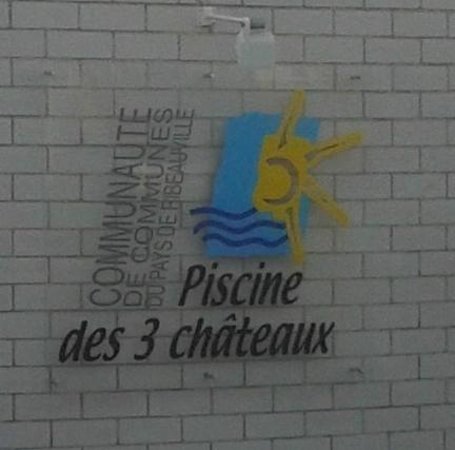 COMMUNAUTE
DE COMMUNES
DU PAYS DE RIBEAUVILLE
Piscine
des 3 châteaux